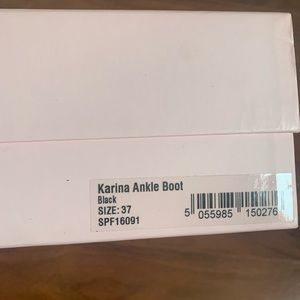 Karina Ankle Boot
Black
SIZE: 37
SPF16091
5 055985 150276